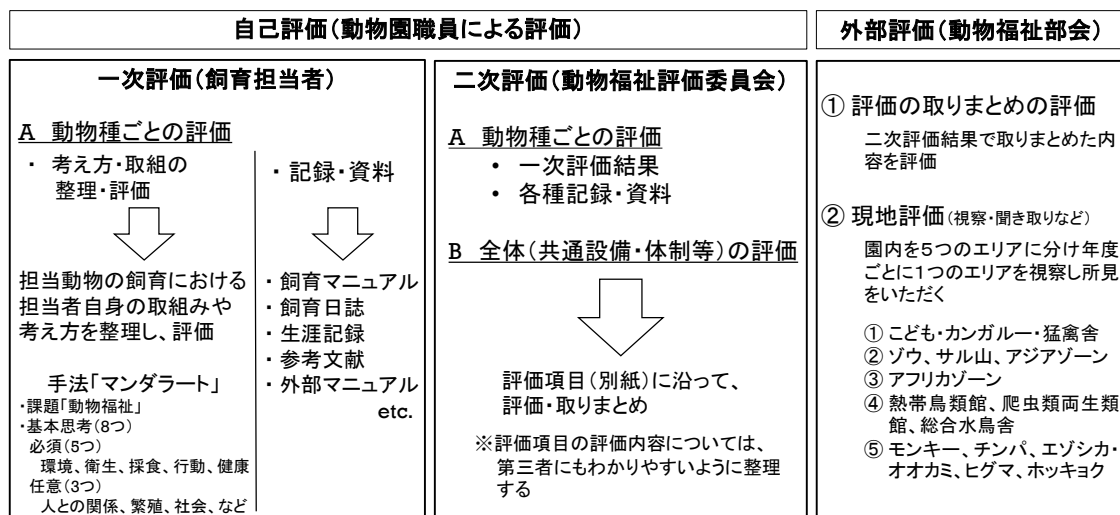 自己評価(動物園職員による評価)
外部評価(動物福祉部会)
一次評価(飼育担当者)
A 動物種ごとの評価
・ 考え方・取組の
整理・評価
担当動物の飼育における
担当者自身の取組みや
考え方を整理し、評価
手法「マンダラート」
・課題「動物福祉」
・基本思考(8つ)
必須(5つ)
環境、衛生、採食、行動、健康
任意(3つ)
人との関係、繁殖、社会、など
・記録・資料
・飼育マニュアル
・飼育日誌
・生涯記録
・参考文献
・外部マニュアル
etc.
二次評価(動物福祉評価委員会)
A 動物種ごとの評価
• 一次評価結果
• 各種記録・資料
B 全体(共通設備・体制等)の評価
評価項目(別紙)に沿って、
評価・取りまとめ
※評価項目の評価内容については、
第三者にもわかりやすいように整理
する
① 評価の取りまとめの評価
二次評価結果で取りまとめた内
容を評価
② 現地評価(視察・聞き取りなど)
園内を5つのエリアに分け年度
ごとに1つのエリアを視察し所見
をいただく
① こども・カンガルー・猛禽舎
② ゾウ、サル山、アジアゾーン
③ アフリカゾーン
④ 熱帯鳥類館、爬虫類両生類
館、総合水鳥舎
⑤ モンキー、チンパ、エゾシカ・
オオカミ、ヒグマ、ホッキョク